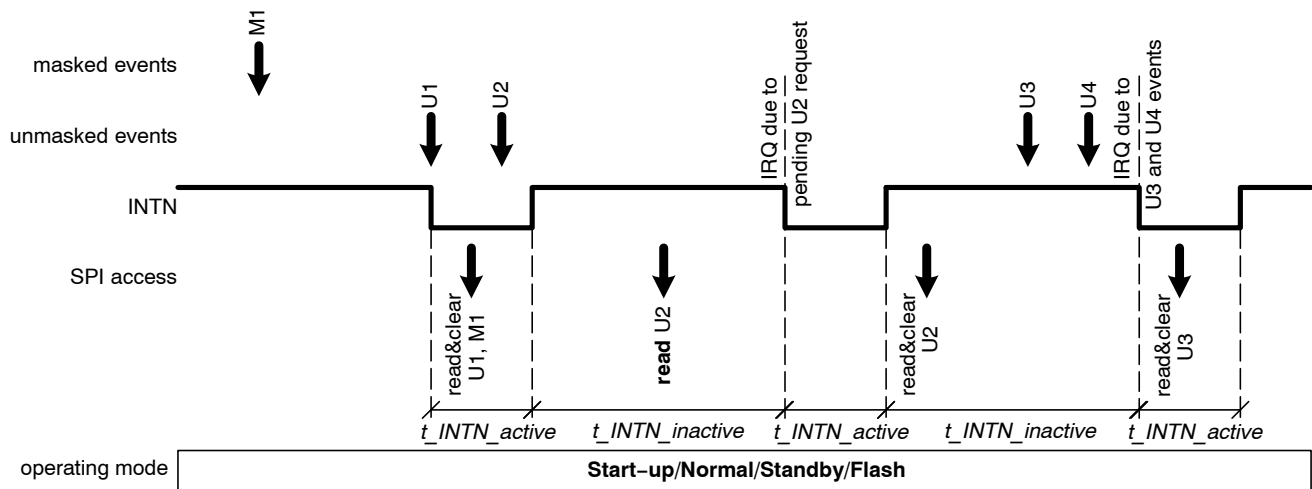 M1
masked events
U1
U2
IRQ due to
pending U2 request
U3
U4
IRQ due to
U3 and U4 events
unmasked events
INTN
SPI access
read&clear
U1, M1
read U2
read&clear
U2
read&clear
U3
t_INTN_active
t_INTN_inactive
t_INTN_active
t_INTN_inactive
t_INTN_active
operating mode
Start−up/Normal/Standby/Flash